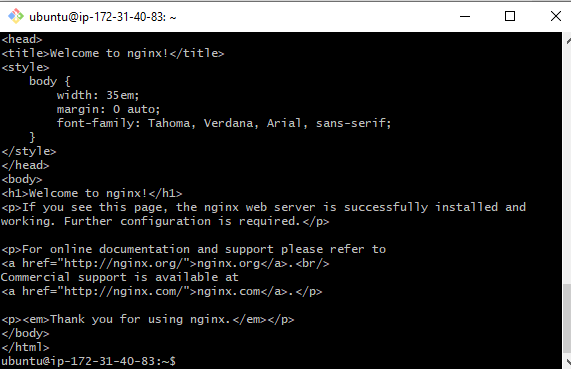 ubuntu@ip-172-31-40-83: ~
<head>
<title>Welcome to nginx!</title>
<style>
    body {
        width: 35em;
        margin: 0 auto;
        font-family: Tahoma, Verdana, Arial, sans-serif;
    }
</style>
</head>
<body>
<h1>Welcome to nginx!</h1>
<p>If you see this page, the nginx web server is successfully installed and
working. Further configuration is required.</p>

<p>For online documentation and support please refer to
<a href="http://nginx.org/">nginx.org</a>.<br/>
Commercial support is available at
<a href="http://nginx.com/">nginx.com</a>.</p>

<p><em>Thank you for using nginx.</em></p>
</body>
</html>
ubuntu@ip-172-31-40-83:~$